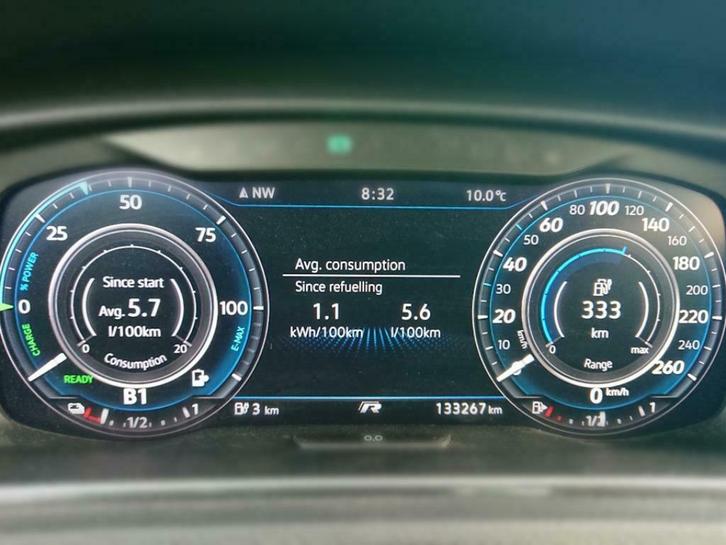 NW 8:32 10.0 °C
50
25 75
0 100
% POWER
CHARGE
E-MAX
Since start
Avg. 5.7
l/100km
0 20
Consumption
READY
B1
1/2 1
Avg. consumption
Since refuelling
1.1 5.6
kWh/100km l/100km
3 km R 133267 km
80 100 120
60 140
40 160
30 180
20 200
10 220
240
260
km/h
333
km
0 max
Range
0 km/h
1/2 1
0.0